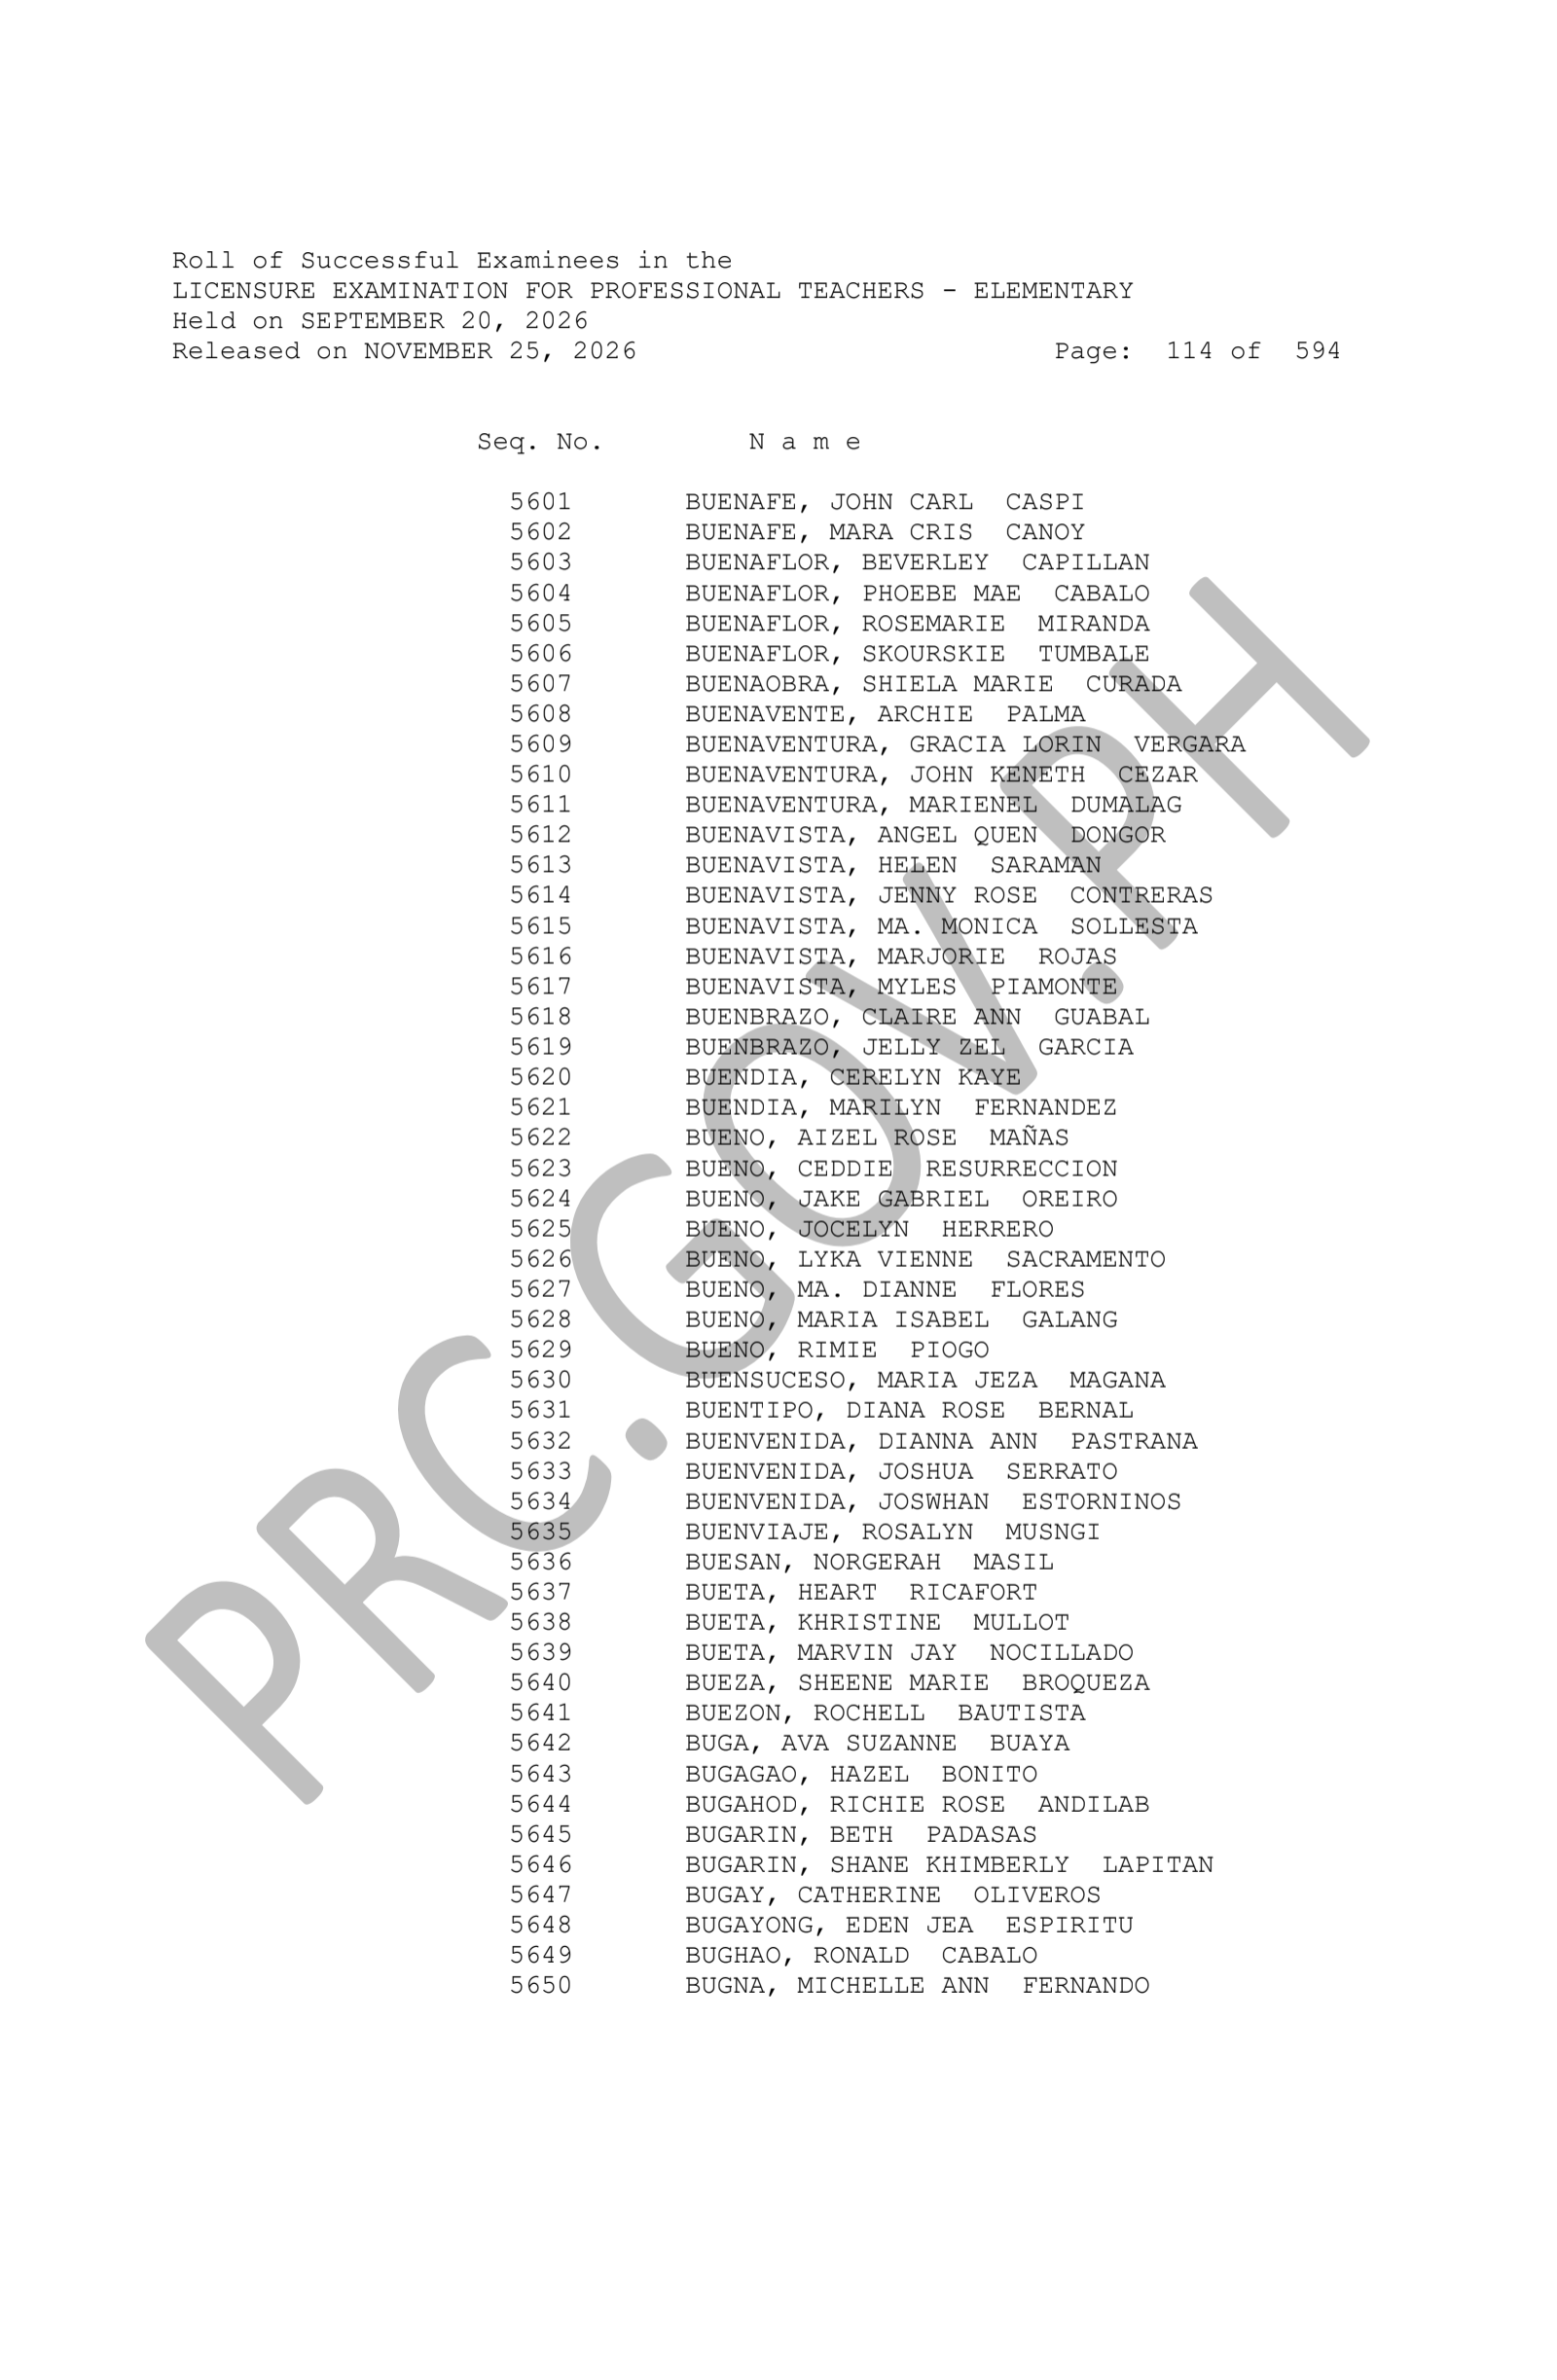 Roll of Successful Examinees in the
LICENSURE EXAMINATION FOR PROFESSIONAL TEACHERS - ELEMENTARY
Held on SEPTEMBER 20, 2026
Released on NOVEMBER 25, 2026 Page: 114 of 594
Seq. No. N a m e
5601 BUENAFE, JOHN CARL CASPI
5602 BUENAFE, MARA CRIS CANOY
5603 BUENAFLOR, BEVERLEY CAPILLAN
5604 BUENAFLOR, PHOEBE MAE CABALO
5605 BUENAFLOR, ROSEMARIE MIRANDA
5606 BUENAFLOR, SKOURSKIE TUMBALE
5607 BUENAOBRA, SHIELA MARIE CURADA
5608 BUENAVENTE, ARCHIE PALMA
5609 BUENAVENTURA, GRACIA LORIN VERGARA
5610 BUENAVENTURA, JOHN KENETH CEZAR
5611 BUENAVENTURA, MARIENEL DUMALAG
5612 BUENAVISTA, ANGEL QUEN DONGOR
5613 BUENAVISTA, HELEN SARAMAN
5614 BUENAVISTA, JENNY ROSE CONTRERAS
5615 BUENAVISTA, MA. MONICA SOLLESTA
5616 BUENAVISTA, MARJORIE ROJAS
5617 BUENAVISTA, MYLES PIAMONTE
5618 BUENBRAZO, CLAIRE ANN GUABAL
5619 BUENBRAZO, JELLY ZEL GARCIA
5620 BUENDIA, CERELYN KAYE
5621 BUENDIA, MARILYN FERNANDEZ
5622 BUENO, AIZEL ROSE MAÑAS
5623 BUENO, CEDDIE RESURRECCION
5624 BUENO, JAKE GABRIEL OREIRO
5625 BUENO, JOCELYN HERRERO
5626 BUENO, LYKA VIENNE SACRAMENTO
5627 BUENO, MA. DIANNE FLORES
5628 BUENO, MARIA ISABEL GALANG
5629 BUENO, RIMIE PIOGO
5630 BUENSUCESO, MARIA JEZA MAGANA
5631 BUENTIPO, DIANA ROSE BERNAL
5632 BUENVENIDA, DIANNA ANN PASTRANA
5633 BUENVENIDA, JOSHUA SERRATO
5634 BUENVENIDA, JOSWHAN ESTORNINOS
5635 BUENVIAJE, ROSALYN MUSNGI
5636 BUESAN, NORGERAH MASIL
5637 BUETA, HEART RICAFORT
5638 BUETA, KHRISTINE MULLOT
5639 BUETA, MARVIN JAY NOCILLADO
5640 BUEZA, SHEENE MARIE BROQUEZA
5641 BUEZON, ROCHELL BAUTISTA
5642 BUGA, AVA SUZANNE BUAYA
5643 BUGAGAO, HAZEL BONITO
5644 BUGAHOD, RICHIE ROSE ANDILAB
5645 BUGARIN, BETH PADASAS
5646 BUGARIN, SHANE KHIMBERLY LAPITAN
5647 BUGAY, CATHERINE OLIVEROS
5648 BUGAYONG, EDEN JEA ESPIRITU
5649 BUGHAO, RONALD CABALO
5650 BUGNA, MICHELLE ANN FERNANDO
PRC.GOV.PH